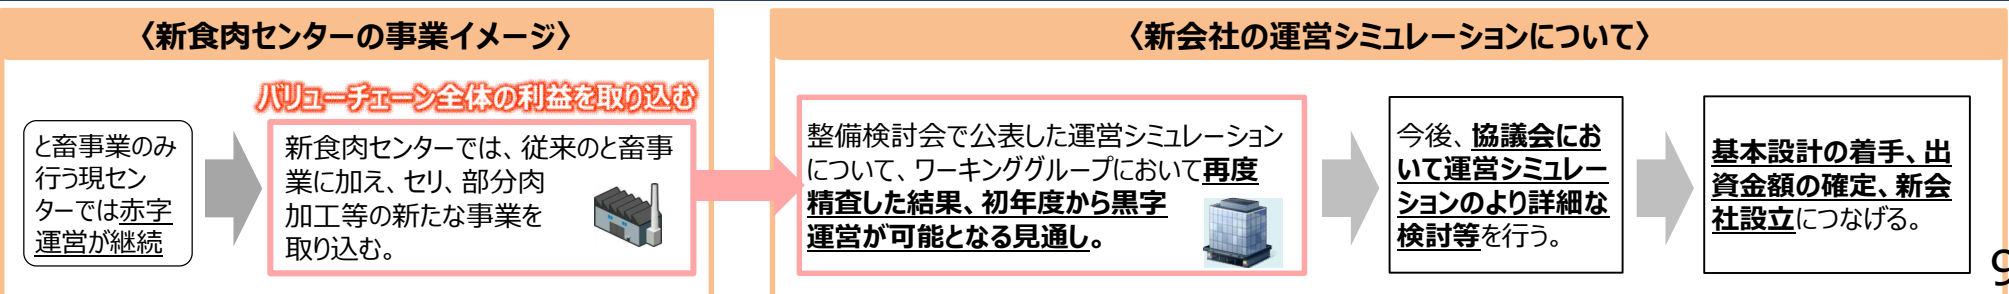 〈新食肉センターの事業イメージ〉
バリューチェーン全体の利益を取り込む
と畜事業のみ
行う現セン
ターでは赤字
運営が継続
新食肉センターでは、従来のと畜事
業に加え、セリ、部分肉
加工等の新たな事業を
取り込む。
〈新会社の運営シミュレーションについて〉
整備検討会で公表した運営シミュレーション
について、ワーキンググループにおいて再度
精査した結果、初年度から黒字
運営が可能となる見通し。
今後、協議会にお
いて運営シミュレー
ションのより詳細な
検討等を行う。
基本設計の着手、出
資金額の確定、新会
社設立につなげる。
9